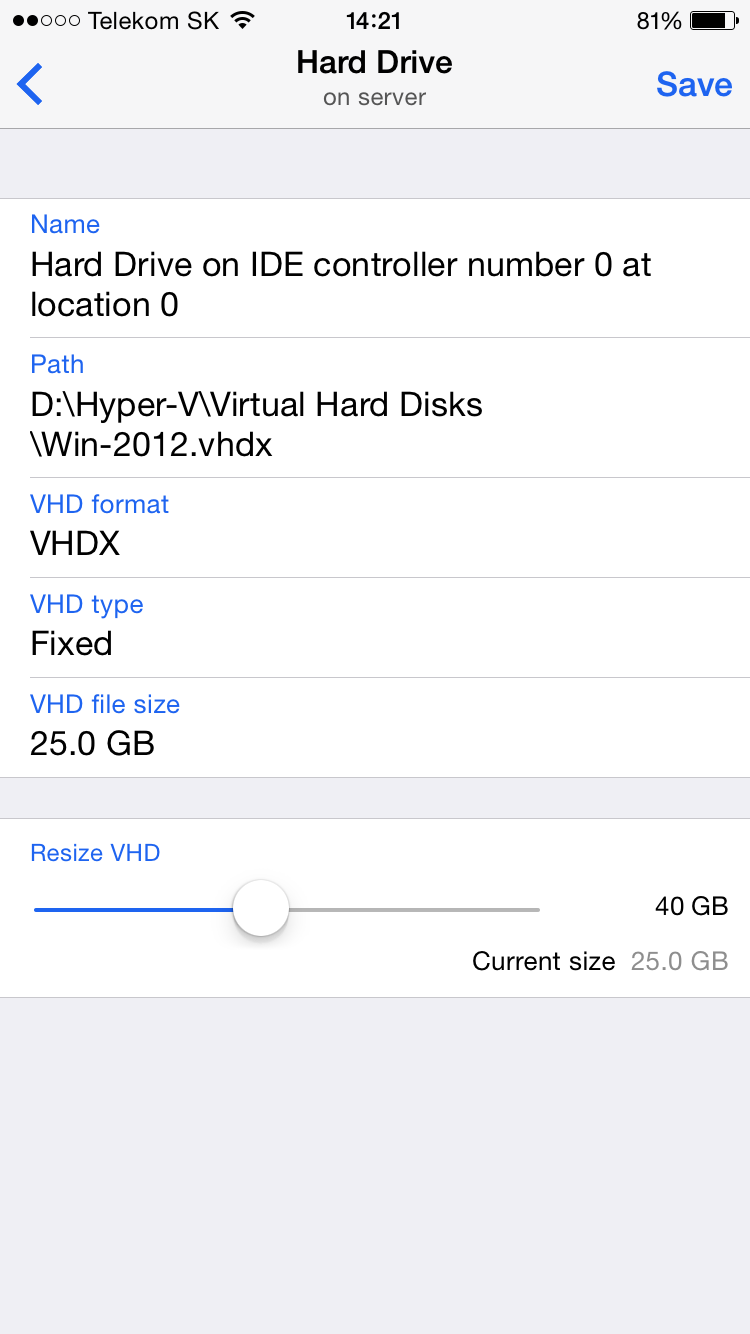 Telekom SK 14:21 81%
Hard Drive
on server
Save
Name
Hard Drive on IDE controller number 0 at
location 0
Path
D:\Hyper-V\Virtual Hard Disks
\Win-2012.vhdx
VHD format
VHDX
VHD type
Fixed
VHD file size
25.0 GB
Resize VHD
40 GB
Current size 25.0 GB